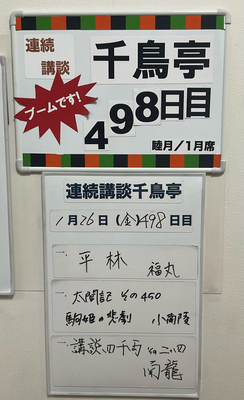 連続
講談
千鳥亭
ブームです!
498日目
睦月/1月席
連続講談千鳥亭
1月26日(金)498日目
一、平林
福丸
一、太閤記 その450
駒姫の悲劇 小南陵
一、講談四千両 その二の四
南龍